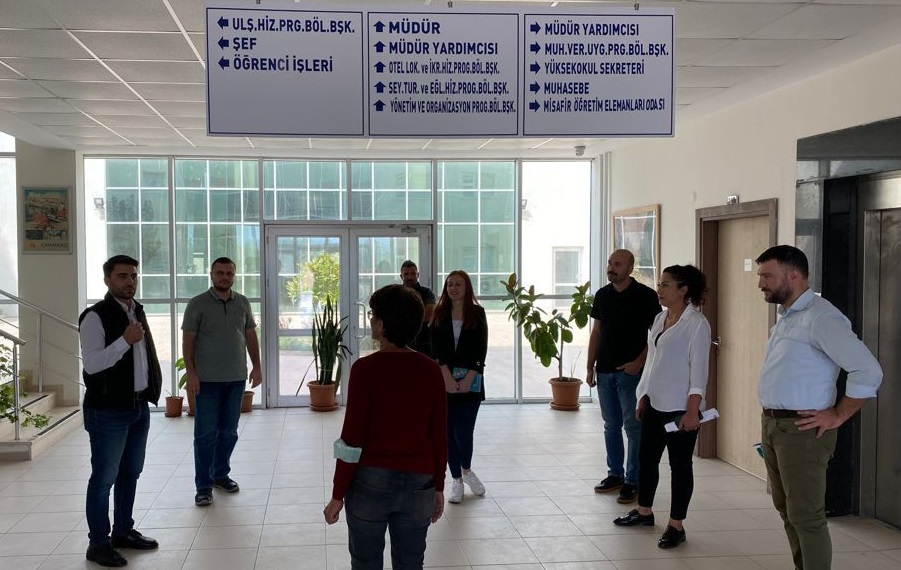 ULŞ.HİZ.PRG.BÖL.BŞK.
ŞEF
ÖĞRENCİ İŞLERİ
MÜDÜR
MÜDÜR YARDIMCISI
OTEL LOK. ve İKR.HİZ.PROG.BÖL.BŞK.
SEY.TUR. ve EĞL.HİZ.PROG.BÖL.BŞK.
YÖNETİM ve ORGANİZASYON PROG.BÖL.BŞK.
MÜDÜR YARDIMCISI
MUH.VER.UYG.PRG.BÖL.BŞK.
YÜKSEKOKUL SEKRETERİ
MUHASEBE
MİSAFİR ÖĞRETİM ELEMANLARI ODASI